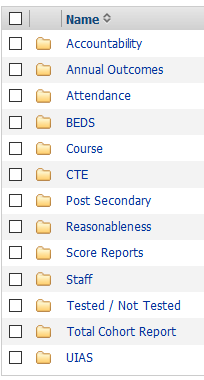 Name
Accountability
Annual Outcomes
Attendance
BEDS
Course
CTE
Post Secondary
Reasonableness
Score Reports
Staff
Tested / Not Tested
Total Cohort Report
UIAS